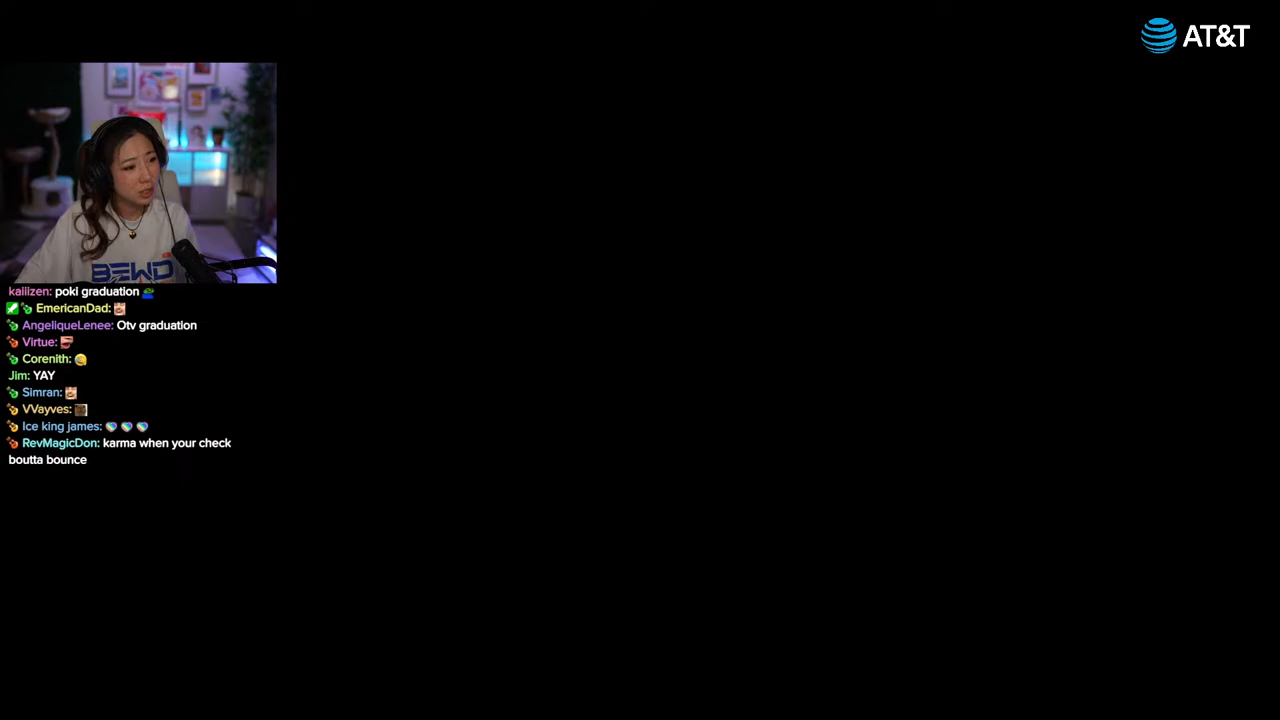 AT&T
BEWD
kaiiizen: poki graduation
EmericanDad:
AngeliqueLenee: Otv graduation
Virtue:
Corenith:
Jim: YAY
Simran:
VVayves:
Ice king james:
RevMagicDon: karma when your check
boutta bounce